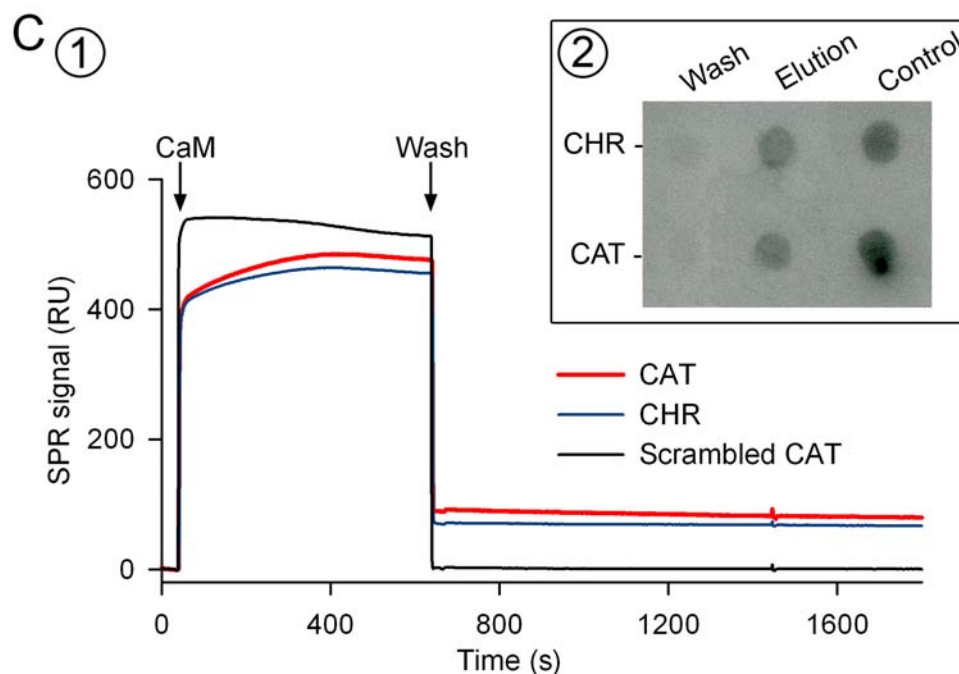 C
1
2
Wash
Elution
Control
CHR -
CAT -
CaM
Wash
600
400
200
0
SPR signal (RU)
CAT
CHR
Scrambled CAT
0
400
800
1200
1600
Time (s)